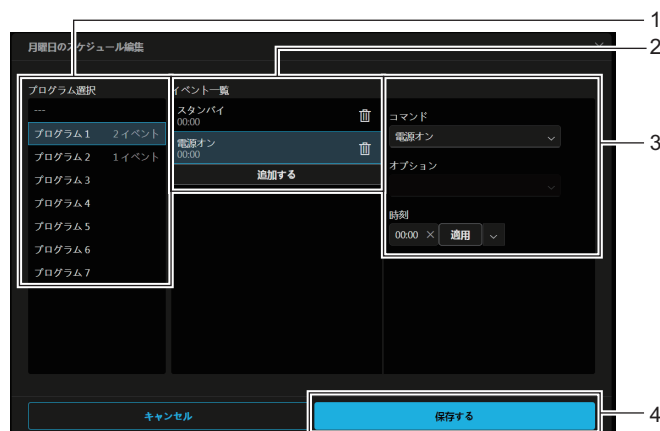 1
月曜日のスケジュール編集
2
プログラム選択
イベント一覧
---
プログラム 1 2 イベント
プログラム 2 1 イベント
プログラム 3
プログラム 4
プログラム 5
プログラム 6
プログラム 7
スタンバイ
00:00
電源オン
00:00
追加する
コマンド
電源オン
オプション
時刻
00:00 × 適用
3
キャンセル
保存する
4